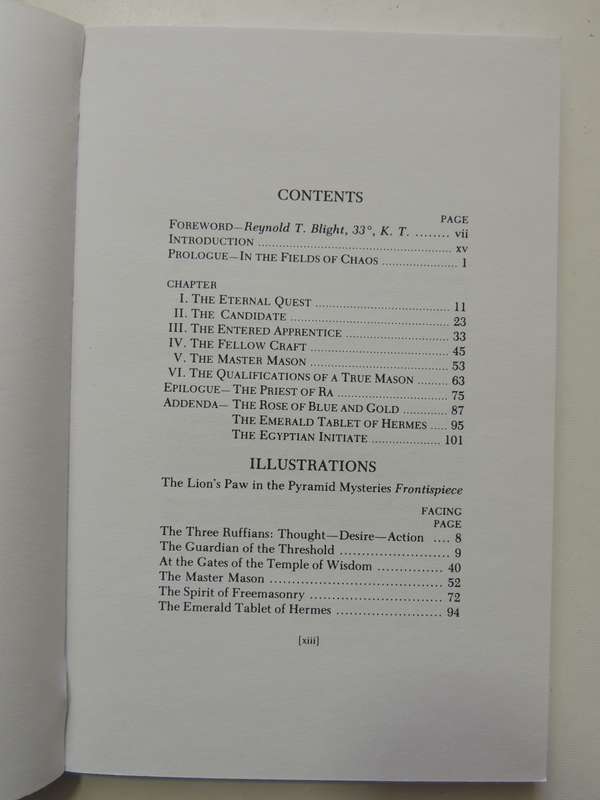 CONTENTS
PAGE
FOREWORD—Reynold T. Blight, 33°, K. T. ........ vii
INTRODUCTION ........ xv
PROLOGUE—IN THE FIELDS OF CHAOS ........ 1
CHAPTER
I. THE ETERNAL QUEST ........ 11
II. THE CANDIDATE ........ 23
III. THE ENTERED APPRENTICE ........ 33
IV. THE FELLOW CRAFT ........ 45
V. THE MASTER MASON ........ 53
VI. THE QUALIFICATIONS OF A TRUE MASON ........ 63
EPILOGUE—THE PRIEST OF RA ........ 75
ADDENDA— THE ROSE OF BLUE AND GOLD ........ 87
THE EMERALD TABLET OF HERMES ..... 95
THE EGYPTIAN INITIATE ........ 101
ILLUSTRATIONS
The Lion's Paw in the Pyramid Mysteries Frontispiece
FACING
PAGE
The Three Ruffians: Thought—Desire—Action .... 8
The Guardian of the Threshold ........ 9
At the Gates of the Temple of Wisdom ........ 40
The Master Mason ........ 52
The Spirit of Freemasonry ........ 72
The Emerald Tablet of Hermes ........ 94
[xiii]